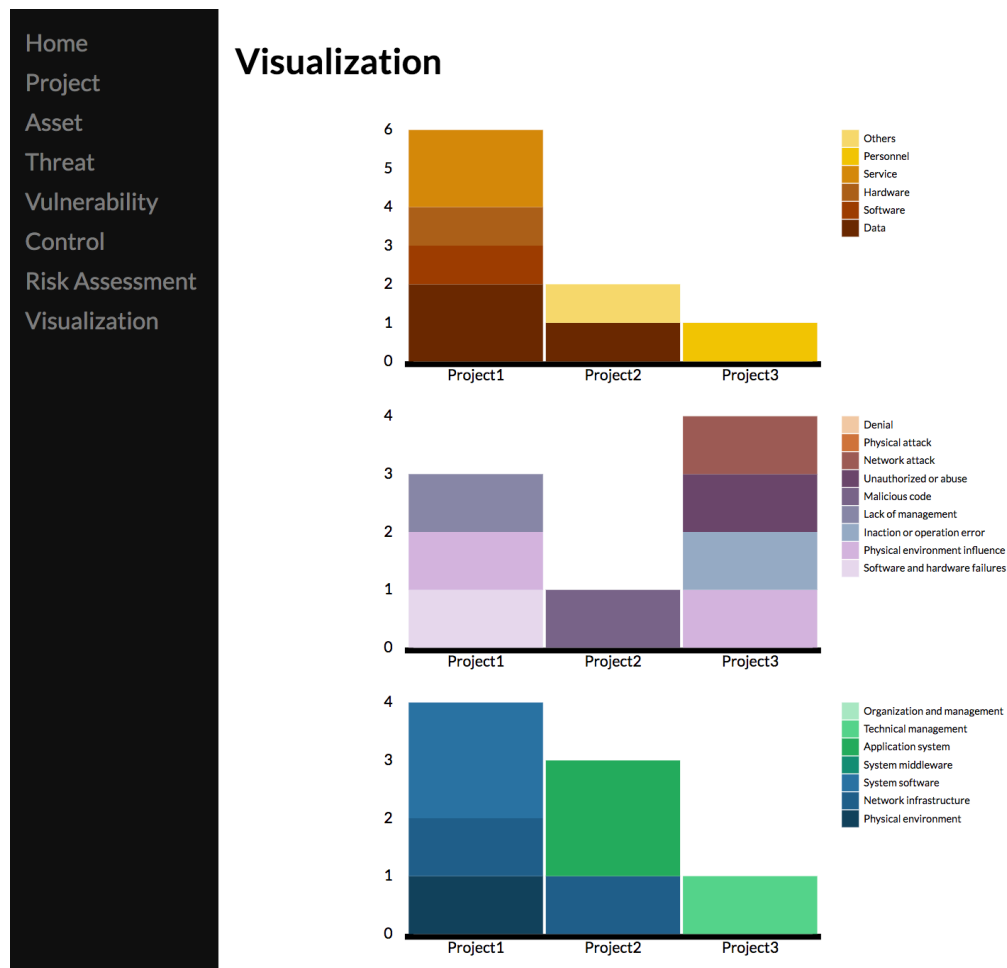 Home
Project
Asset
Threat
Vulnerability
Control
Risk Assessment
Visualization
Visualization
6
5
4
3
2
1
0
Project1
Project2
Project3
Others
Personnel
Service
Hardware
Software
Data
4
3
2
1
0
Project1
Project2
Project3
Denial
Physical attack
Network attack
Unauthorized or abuse
Malicious code
Lack of management
Inaction or operation error
Physical environment influence
Software and hardware failures
4
3
2
1
0
Project1
Project2
Project3
Organization and management
Technical management
Application system
System middleware
System software
Network infrastructure
Physical environment